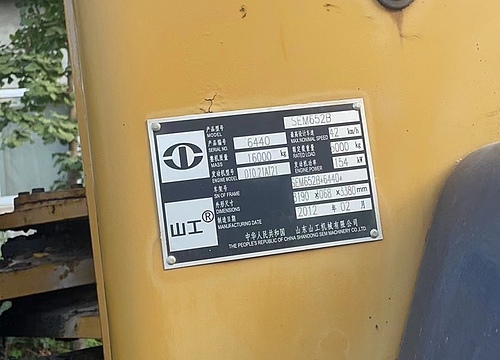 产品型号 MODEL SEM652B
产品编号 SERIAL NO. 6440 最高设计车速 MAX. NOMINAL SPEED 42 km/h
整机质量 MASS 16000 kg 额定载重量 RATED LOAD 5000 kg
发动机型号 ENGINE MODEL 发动机功率 ENGINE POWER 154 kW
车架号 SN OF FRAME SEM652B*6440*
外形尺寸 DIMENSIONS mm
制造日期 MANUFACTURING DATE 2012 年 02 月
山工®
中华人民共和国 山东山工机械有限公司
THE PEOPLE'S REPUBLIC OF CHINA SHANDONG SEM MACHINERY CO.,LTD.